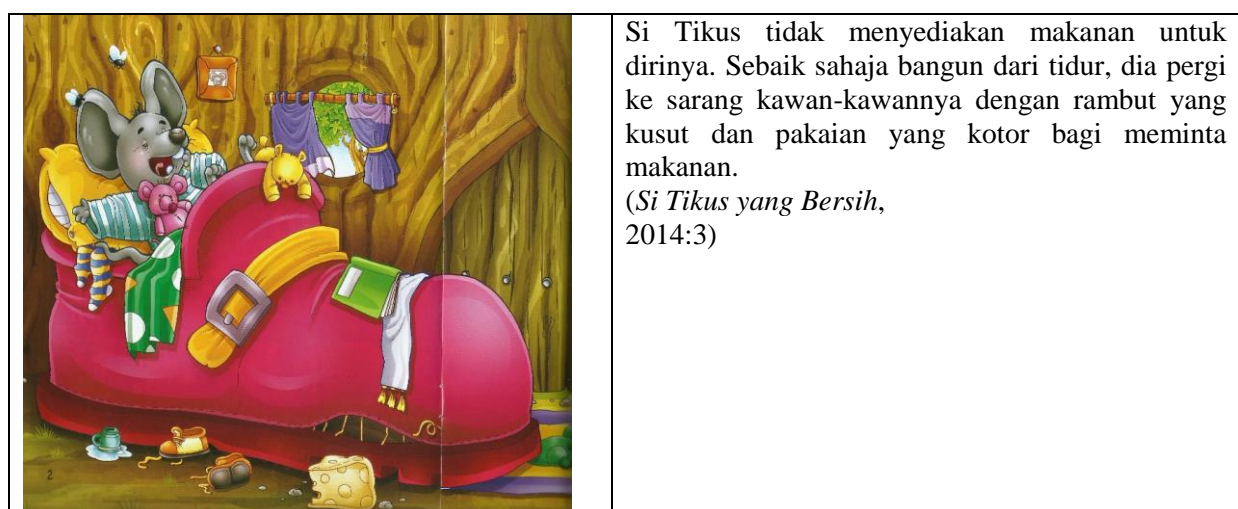 Si Tikus tidak menyediakan makanan untuk
dirinya. Sebaik sahaja bangun dari tidur, dia pergi
ke sarang kawan-kawannya dengan rambut yang
kusut dan pakaian yang kotor bagi meminta
makanan.
(Si Tikus yang Bersih,
2014:3)
2